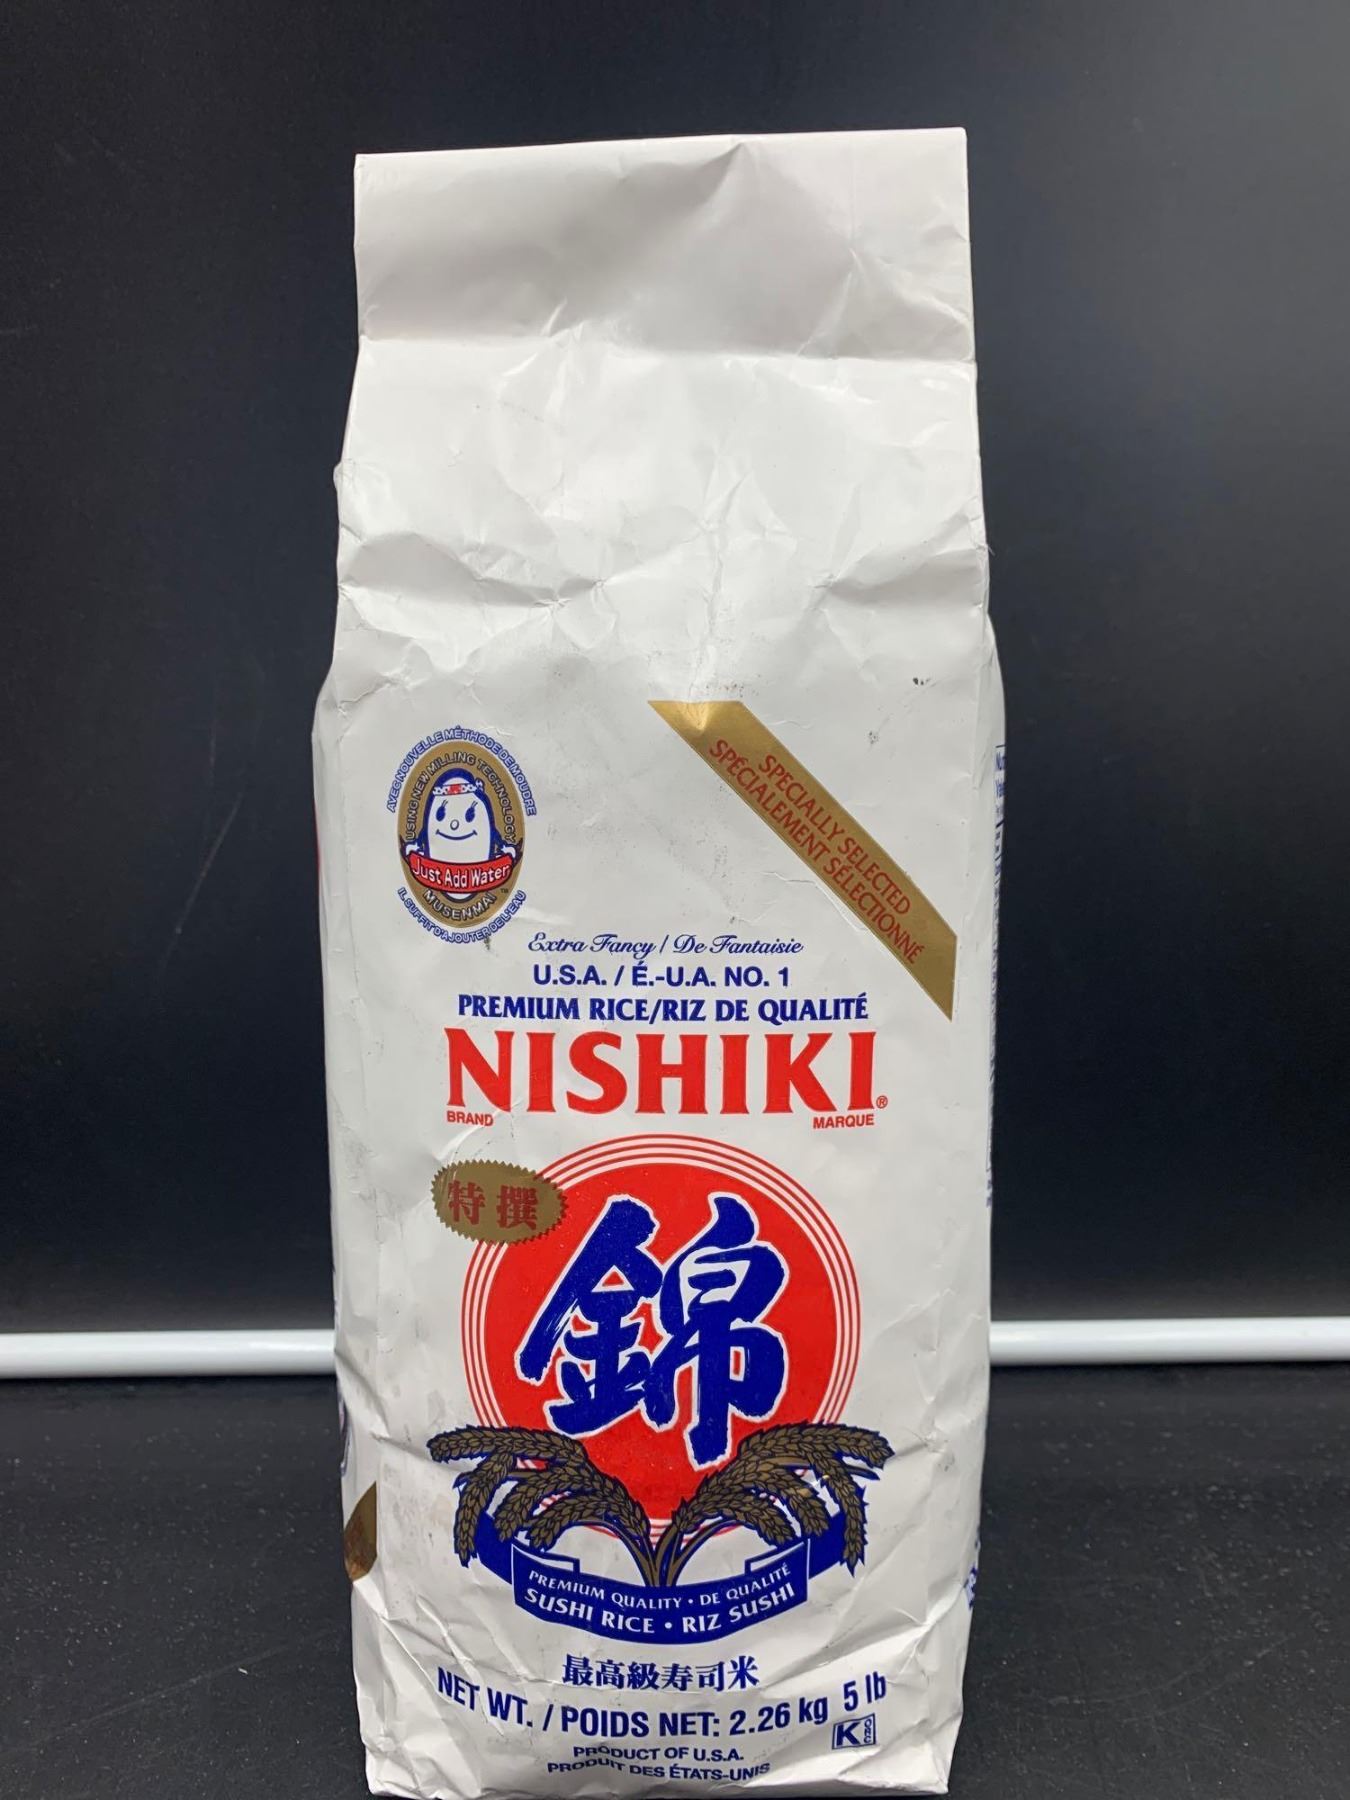 AVEC NOUVELLE MÉTHODE DE MOUDRE
USING NEW MILLING TECHNOLOGY
Just Add Water
MUSENMAI ™
IL SUFFIT D'AJOUTER DE L'EAU
SPECIALLY SELECTED
SPÉCIALEMENT SÉLECTIONNÉ
Extra Fancy / De Fantaisie
U.S.A. / É.-U.A. NO. 1
PREMIUM RICE/RIZ DE QUALITÉ
NISHIKI®
BRAND MARQUE
特撰
錦
PREMIUM QUALITY • DE QUALITÉ
SUSHI RICE • RIZ SUSHI
最高級寿司米
NET WT. / POIDS NET: 2.26 kg 5 lb
K
PRODUCT OF U.S.A.
PRODUIT DES ÉTATS-UNIS